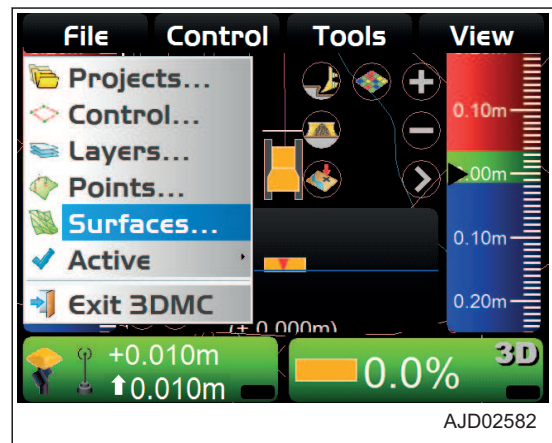 File Control Tools View
Projects...
Control...
Layers...
Points...
Surfaces...
Active
Exit 3DMC
0.10m
.00m
0.10m
0.20m
(± 0.000m)
+0.010m
0.010m
0.0%
3D
AJD02582